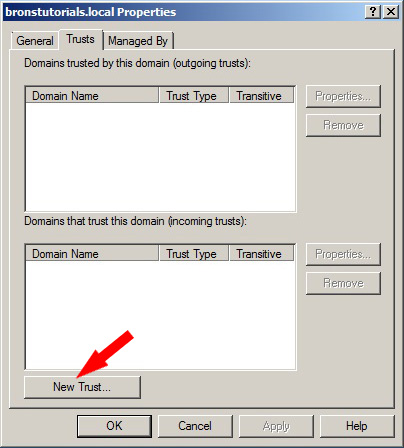 bronstutorials.local Properties
General Trusts Managed By
Domains trusted by this domain (outgoing trusts):
Domain Name Trust Type Transitive
Properties...
Remove
Domains that trust this domain (incoming trusts):
Domain Name Trust Type Transitive
Properties...
Remove
New Trust...
OK Cancel Apply Help